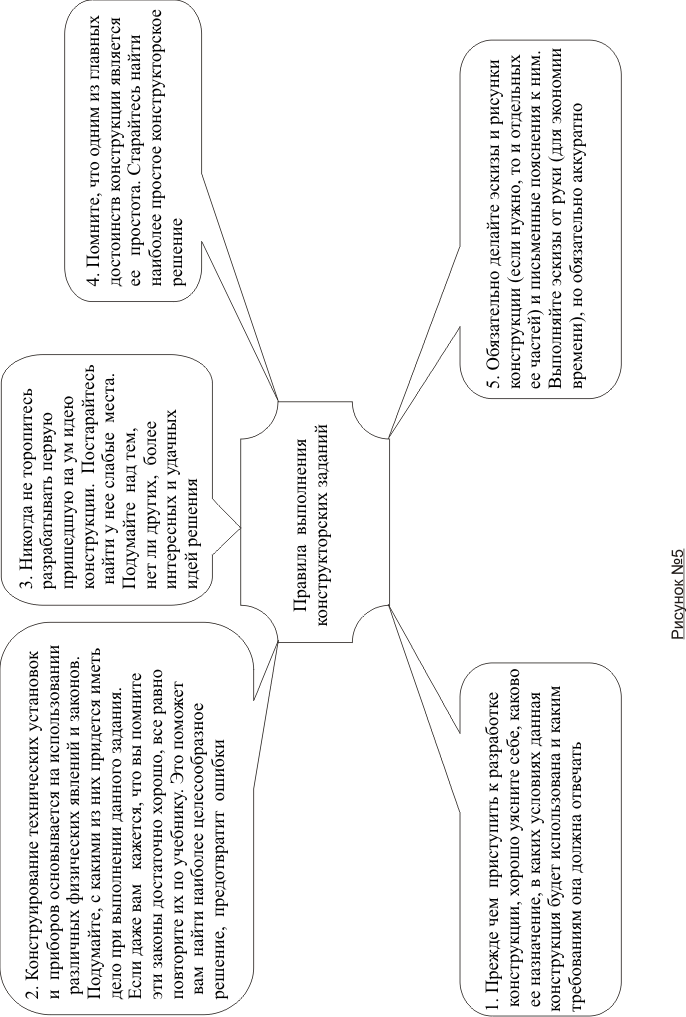 Правила выполнения
конструкторских заданий
1. Прежде чем приступить к разработке
конструкции, хорошо уясните себе, каково
ее назначение, в каких условиях данная
конструкция будет использована и каким
требованиям она должна отвечать
2. Конструирование технических установок
и приборов основывается на использовании
различных физических явлений и законов.
Подумайте, с какими из них придется иметь
дело при выполнении данного задания.
Если даже вам кажется, что вы помните
эти законы достаточно хорошо, все равно
повторите их по учебнику. Это поможет
вам найти наиболее целесообразное
решение, предотвратит ошибки
3. Никогда не торопитесь
разрабатывать первую
пришедшую на ум идею
конструкции. Постарайтесь
найти у нее слабые места.
Подумайте над тем,
нет ли других, более
интересных и удачных
идей решения
4. Помните, что одним из главных
достоинств конструкции является
ее простота. Старайтесь найти
наиболее простое конструкторское
решение
5. Обязательно делайте эскизы и рисунки
конструкции (если нужно, то и отдельных
ее частей) и письменные пояснения к ним.
Выполняйте эскизы от руки (для экономии
времени), но обязательно аккуратно
Рисунок №5